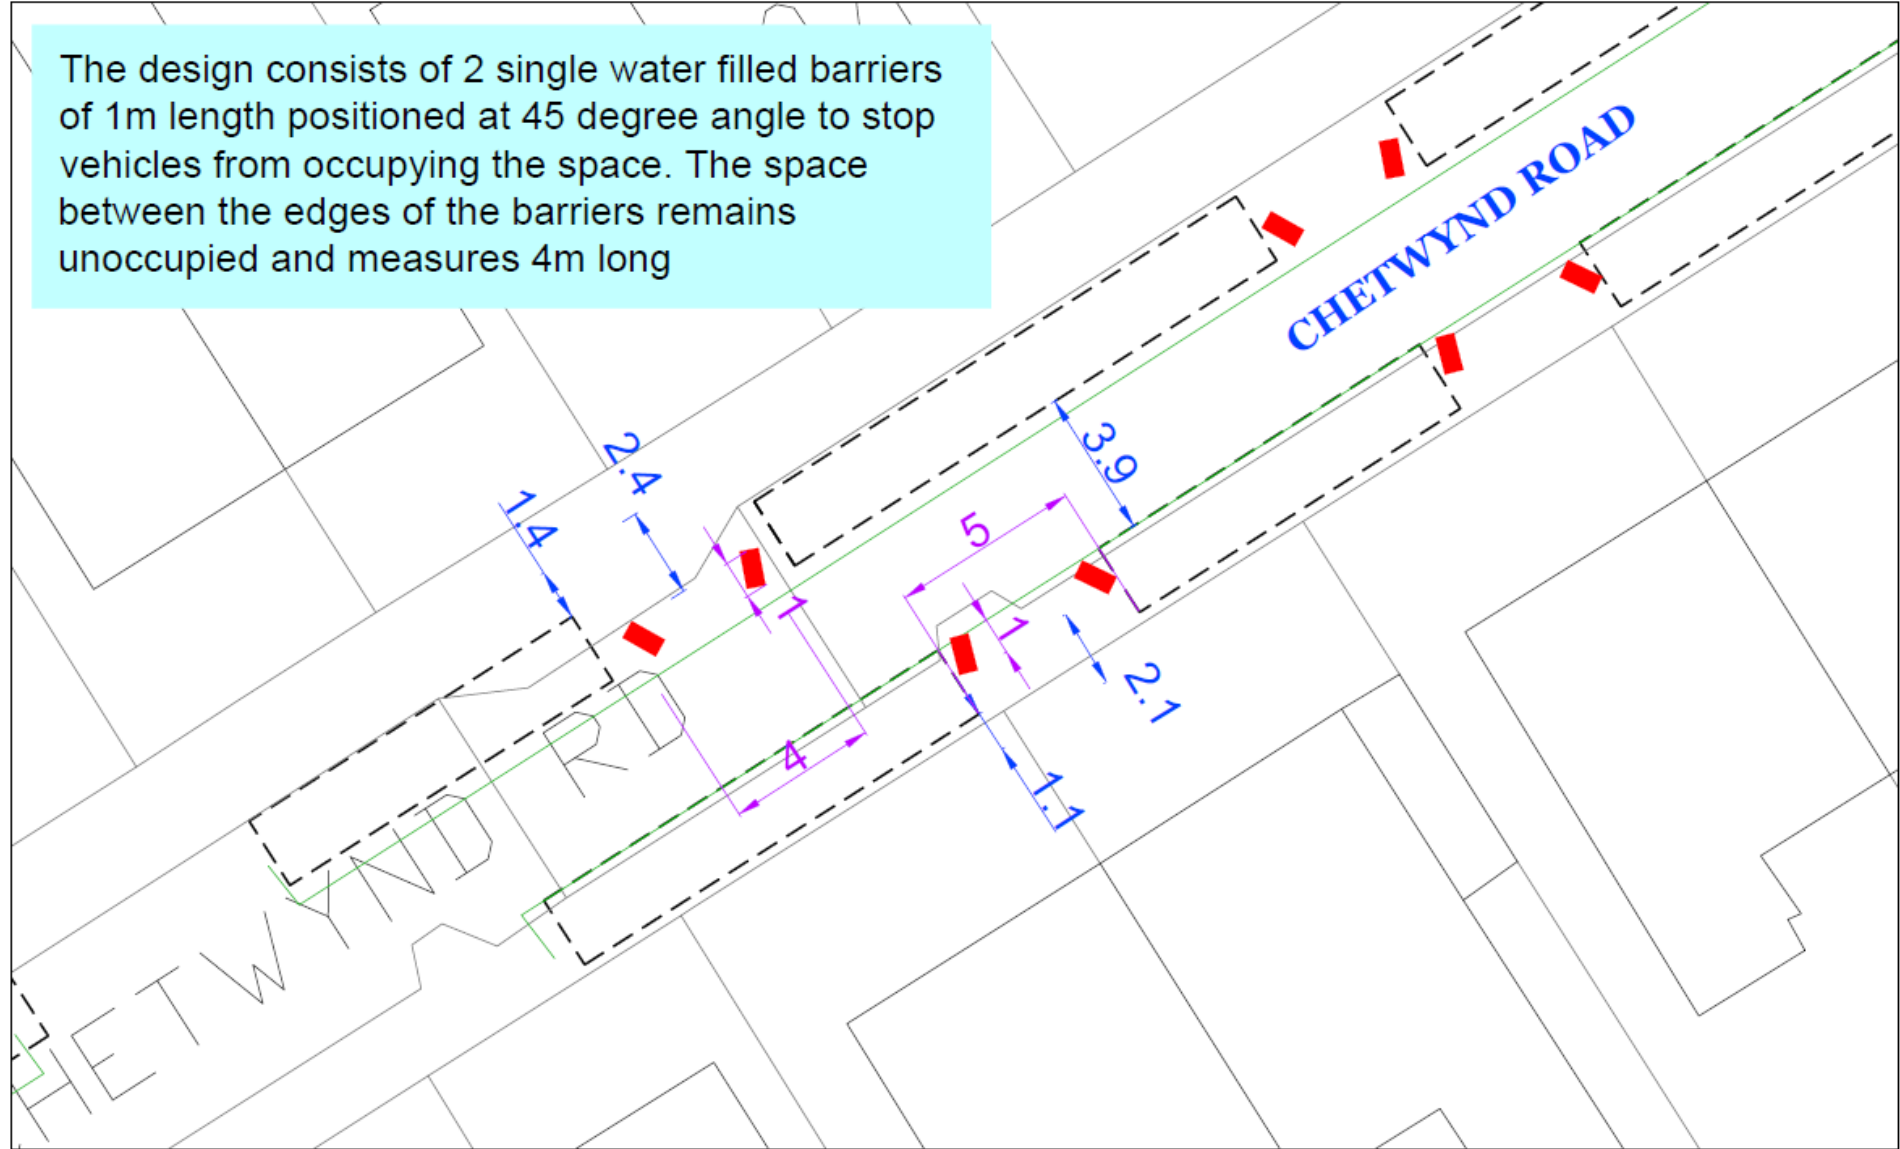 The design consists of 2 single water filled barriers
of 1m length positioned at 45 degree angle to stop
vehicles from occupying the space. The space
between the edges of the barriers remains
unoccupied and measures 4m long
CHETWYND ROAD
2.4
1.4
3.9
5
1
1
2.1
4
1.1
HETWYND RD